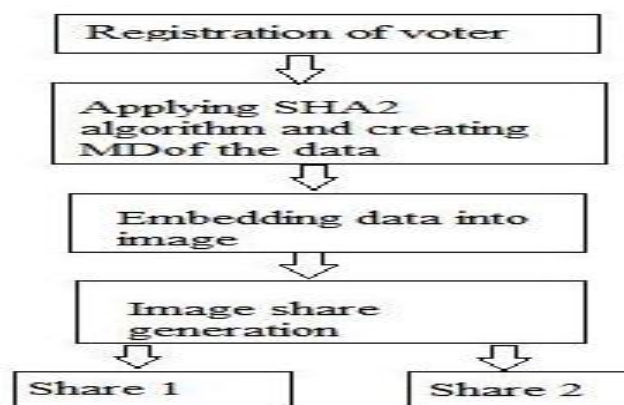 Registration of voter
Applying SHA2
algorithm and creating
MDof the data
Embedding data into
image
Image share
generation
Share 1
Share 2